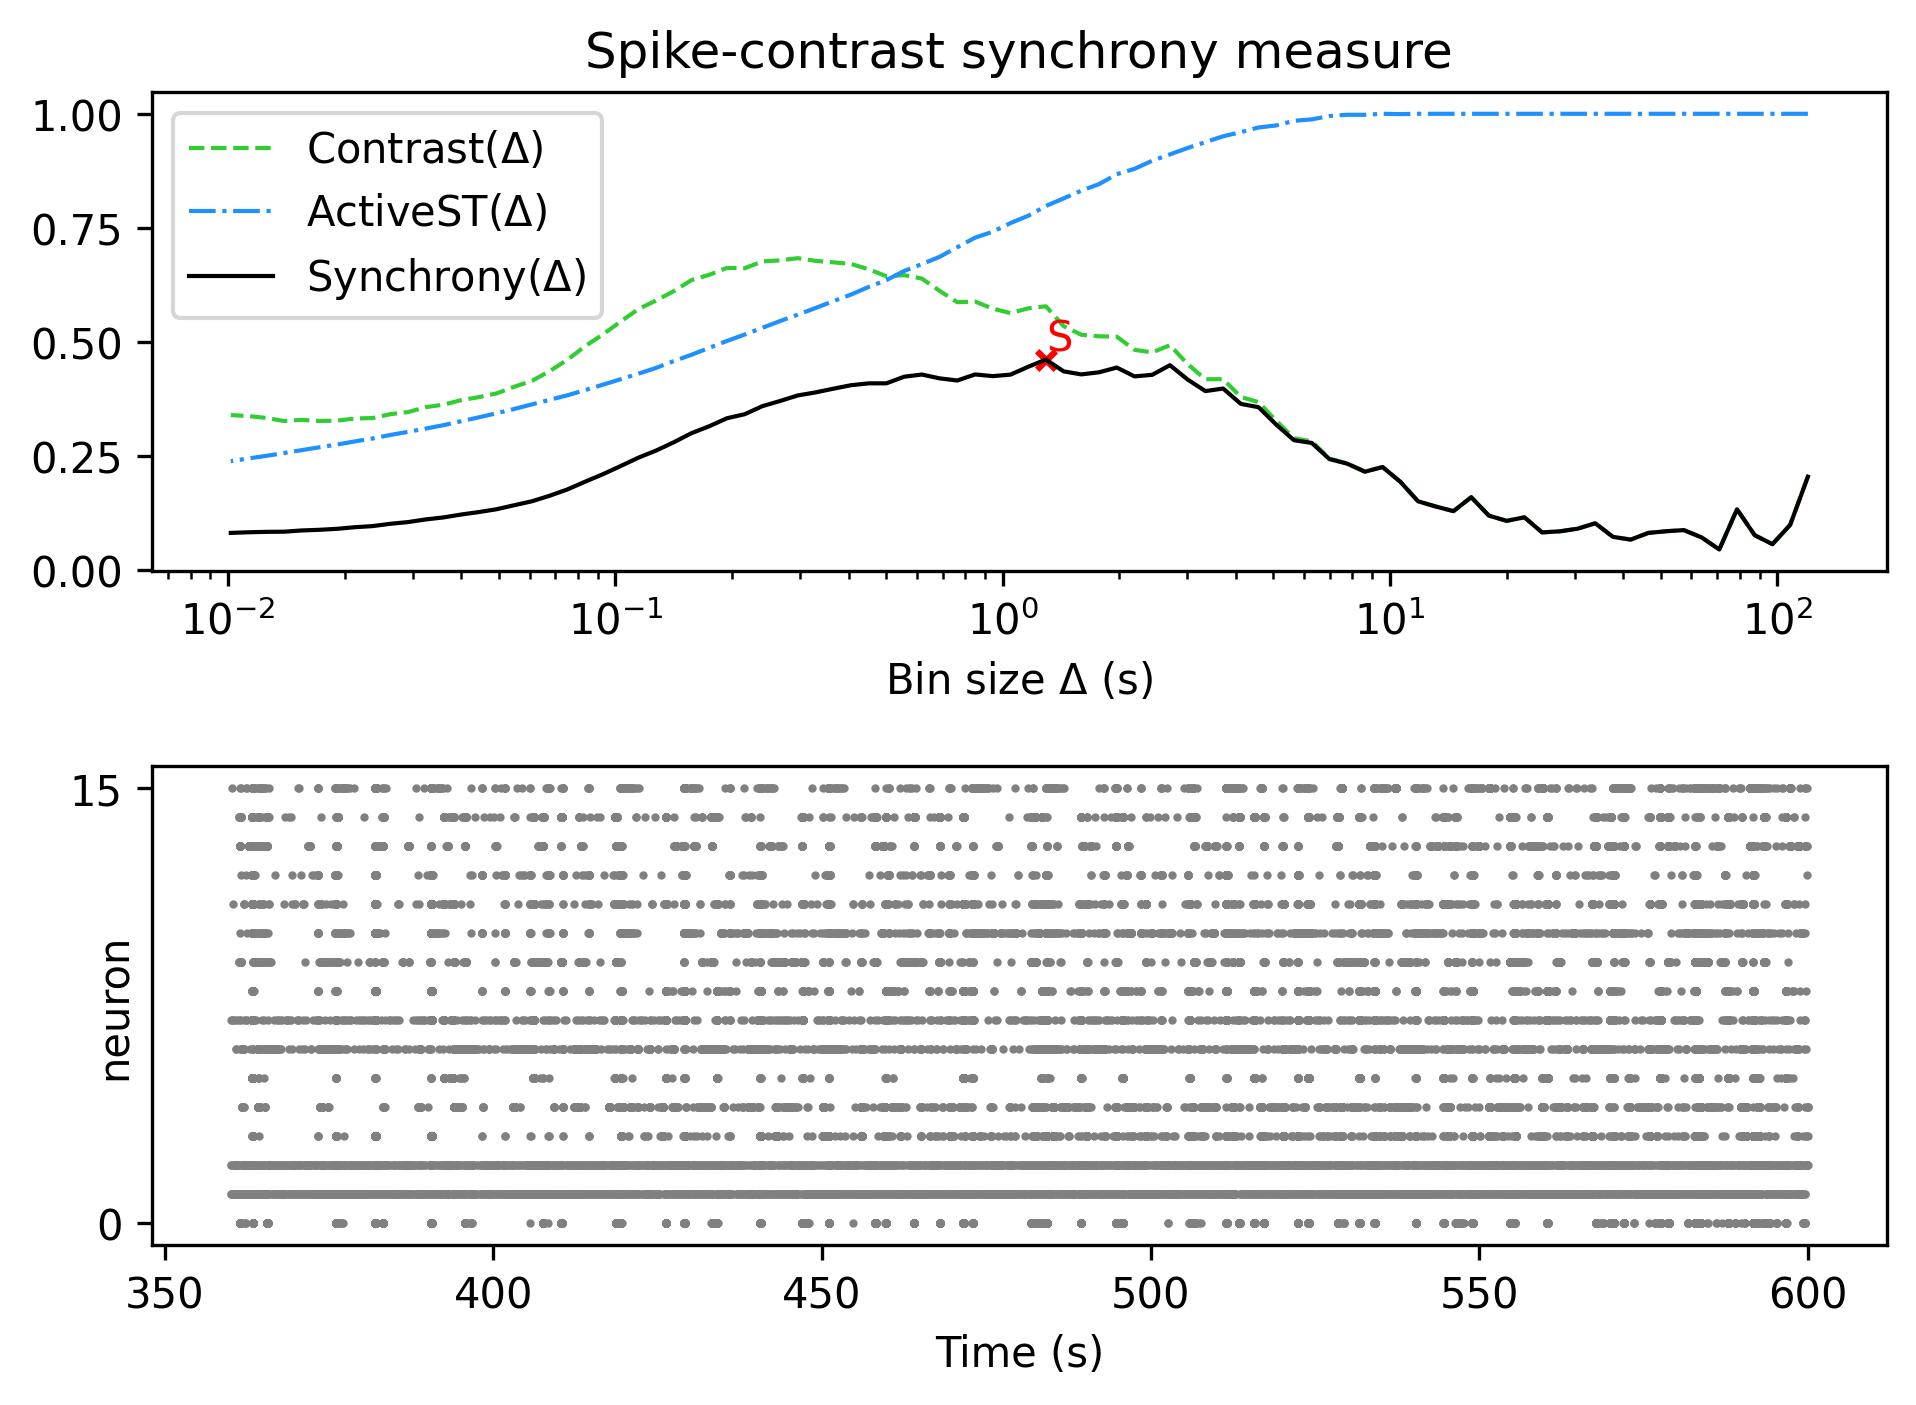 Spike-contrast synchrony measure
1.00
0.75
0.50
0.25
0.00
Contrast(Δ)
ActiveST(Δ)
Synchrony(Δ)
S
10⁻² 10⁻¹ 10⁰ 10¹ 10²
Bin size Δ (s)
15
0
neuron
350 400 450 500 550 600
Time (s)